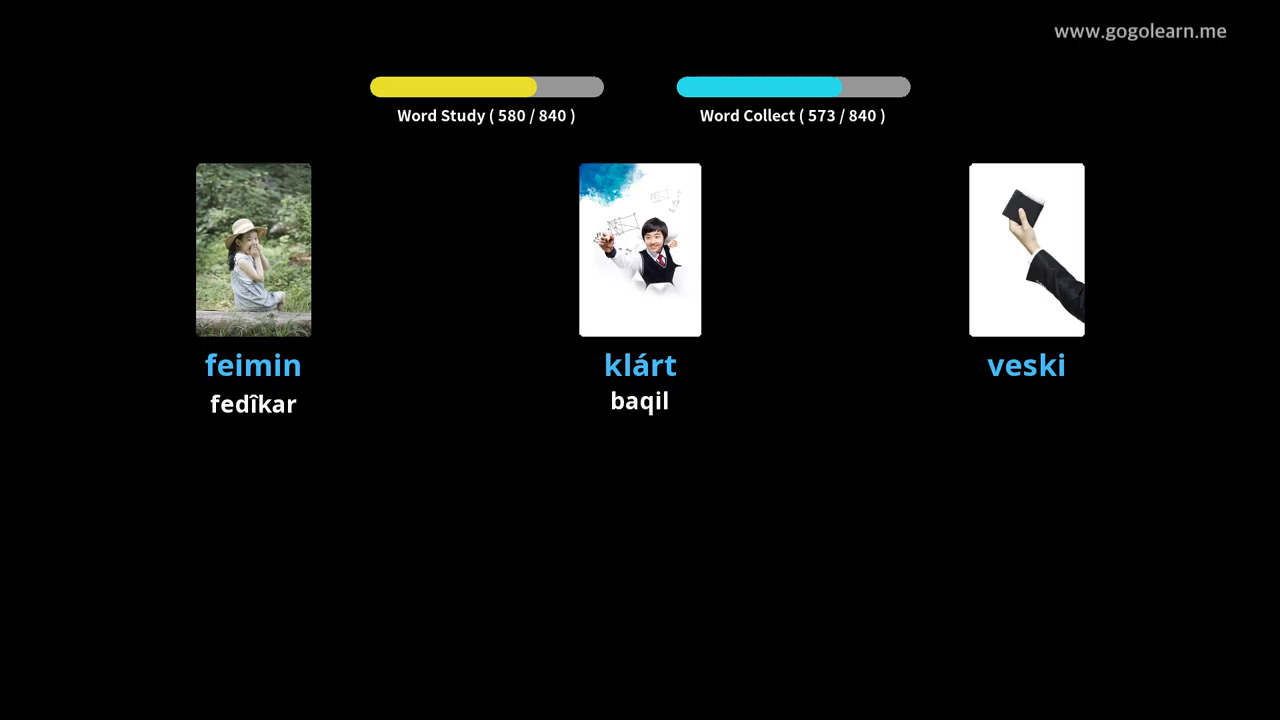 www.gogolearn.me
Word Study ( 580 / 840 )
Word Collect ( 573 / 840 )
feimin
klárt
veski
fedîkar
baqil